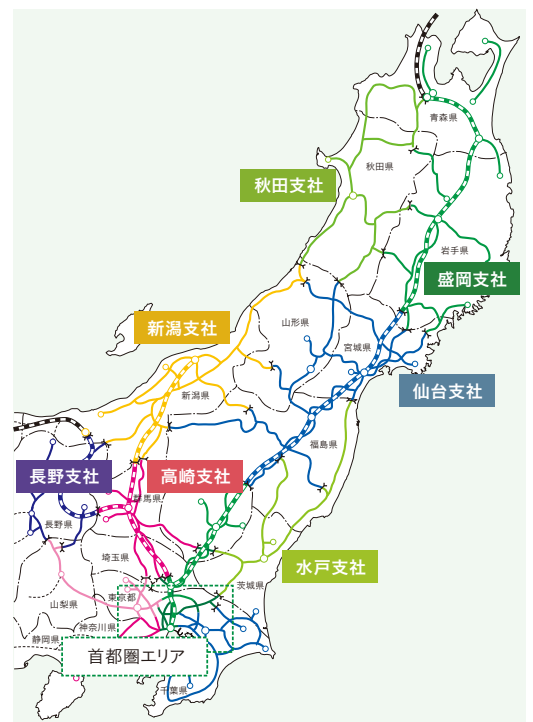 青森県
秋田県
秋田支社
岩手県
盛岡支社
新潟支社
山形県
宮城県
仙台支社
新潟県
福島県
長野支社
高崎支社
群馬県
長野県
埼玉県
水戸支社
茨城県
東京都
山梨県
神奈川県
静岡県
首都圏エリア
千葉県